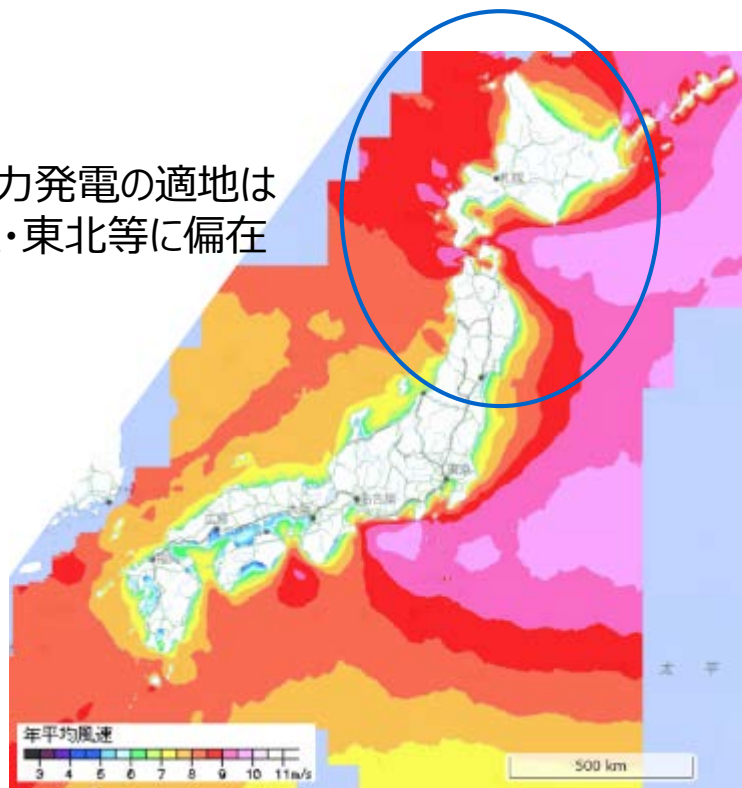 力発電の適地は
・東北等に偏在
札幌
東京
名古屋
広島
太 平
年平均風速
3 4 5 6 7 8 9 10 11m/s
500 km